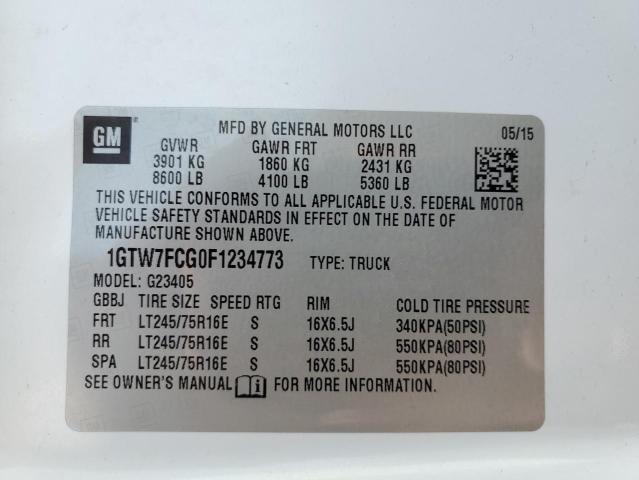 GM
MFD BY GENERAL MOTORS LLC 05/15
GVWR GAWR FRT GAWR RR
3901 KG 1860 KG 2431 KG
8600 LB 4100 LB 5360 LB
THIS VEHICLE CONFORMS TO ALL APPLICABLE U.S. FEDERAL MOTOR
VEHICLE SAFETY STANDARDS IN EFFECT ON THE DATE OF
MANUFACTURE SHOWN ABOVE.
1GTW7FCG0F1234773 TYPE: TRUCK
MODEL: G23405
GBBJ TIRE SIZE SPEED RTG RIM COLD TIRE PRESSURE
FRT LT245/75R16E S 16X6.5J 340KPA(50PSI)
RR LT245/75R16E S 16X6.5J 550KPA(80PSI)
SPA LT245/75R16E S 16X6.5J 550KPA(80PSI)
SEE OWNER'S MANUAL i FOR MORE INFORMATION.